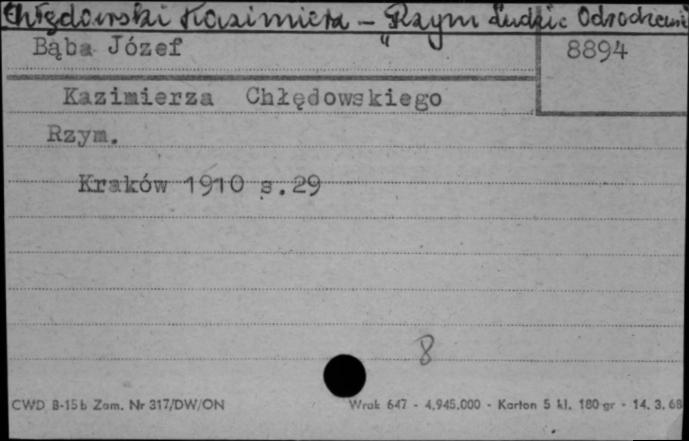 Chłędowski Kazimierz - "Rzym Ludzie Odrodzenia
Bąba Józef 8894
Kazimierza Chłędowskiego
Rzym.
Kraków 1910 s.29
8
CWD B-15b Zam. Nr 317/DW/ON Wrak 647 - 4.945.000 - Karton 5 kl. 180 gr - 14. 3. 68